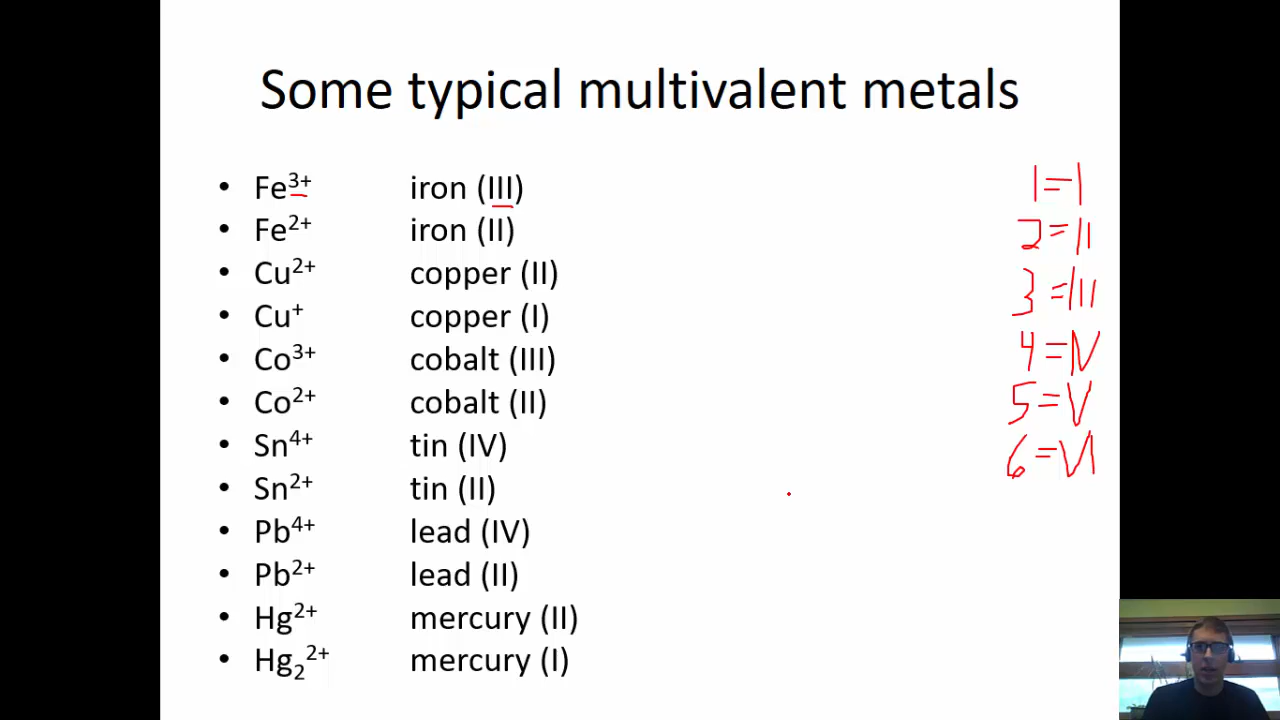 Some typical multivalent metals
• Fe³⁺ iron (III)
• Fe²⁺ iron (II)
• Cu²⁺ copper (II)
• Cu⁺ copper (I)
• Co³⁺ cobalt (III)
• Co²⁺ cobalt (II)
• Sn⁴⁺ tin (IV)
• Sn²⁺ tin (II)
• Pb⁴⁺ lead (IV)
• Pb²⁺ lead (II)
• Hg²⁺ mercury (II)
• Hg₂²⁺ mercury (I)
1 = I
2 = II
3 = III
4 = IV
5 = V
6 = VI